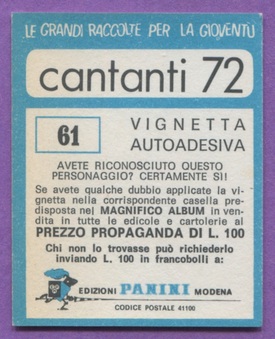 LE GRANDI RACCOLTE PER LA GIOVENTÙ
cantanti 72
61
VIGNETTA
AUTOADESIVA
AVETE RICONOSCIUTO QUESTO
PERSONAGGIO? CERTAMENTE SI!
Se avete qualche dubbio applicate la vi-
gnetta nella corrispondente casella pre-
disposta nel MAGNIFICO ALBUM in ven-
dita in tutte le edicole e cartolerie al
PREZZO PROPAGANDA DI L. 100
Chi non lo trovasse può richiederlo
inviando L. 100 in francobolli a:
EDIZIONI PANINI MODENA
CODICE POSTALE 41100